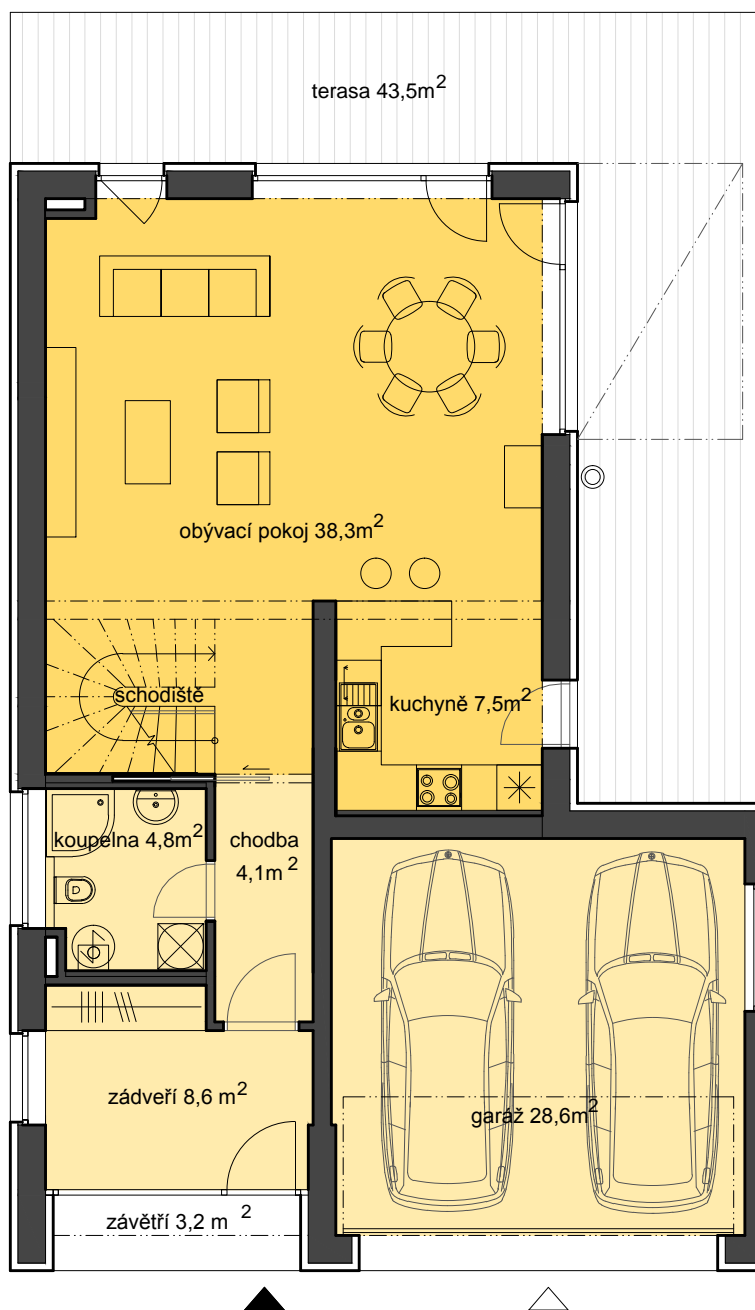 terasa 43,5m²
obývací pokoj 38,3m²
schodiště
kuchyně 7,5m²
koupelna 4,8m²
chodba
4,1m²
zádveří 8,6 m²
garáž 28,6m²
závětří 3,2 m ²